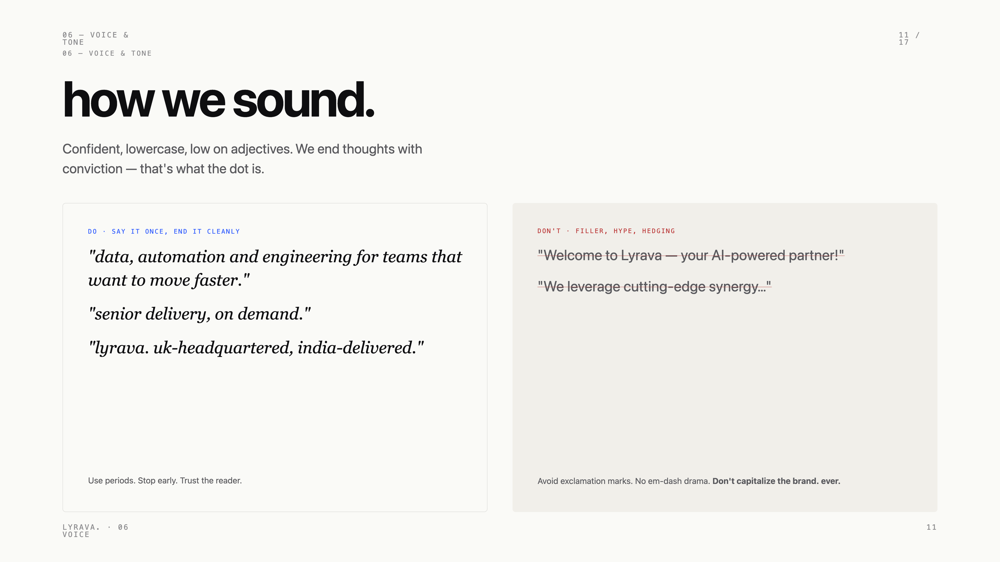 06 — VOICE &
TONE
11 /
17
06 — VOICE & TONE
how we sound.
Confident, lowercase, low on adjectives. We end thoughts with
conviction — that's what the dot is.
DO · SAY IT ONCE, END IT CLEANLY
"data, automation and engineering for teams that
want to move faster."
"senior delivery, on demand."
"lyrava. uk-headquartered, india-delivered."
Use periods. Stop early. Trust the reader.
DON'T · FILLER, HYPE, HEDGING
"Welcome to Lyrava — your AI-powered partner!"
"We leverage cutting-edge synergy…"
Avoid exclamation marks. No em-dash drama. Don't capitalize the brand. ever.
LYRAVA. · 06
VOICE
11